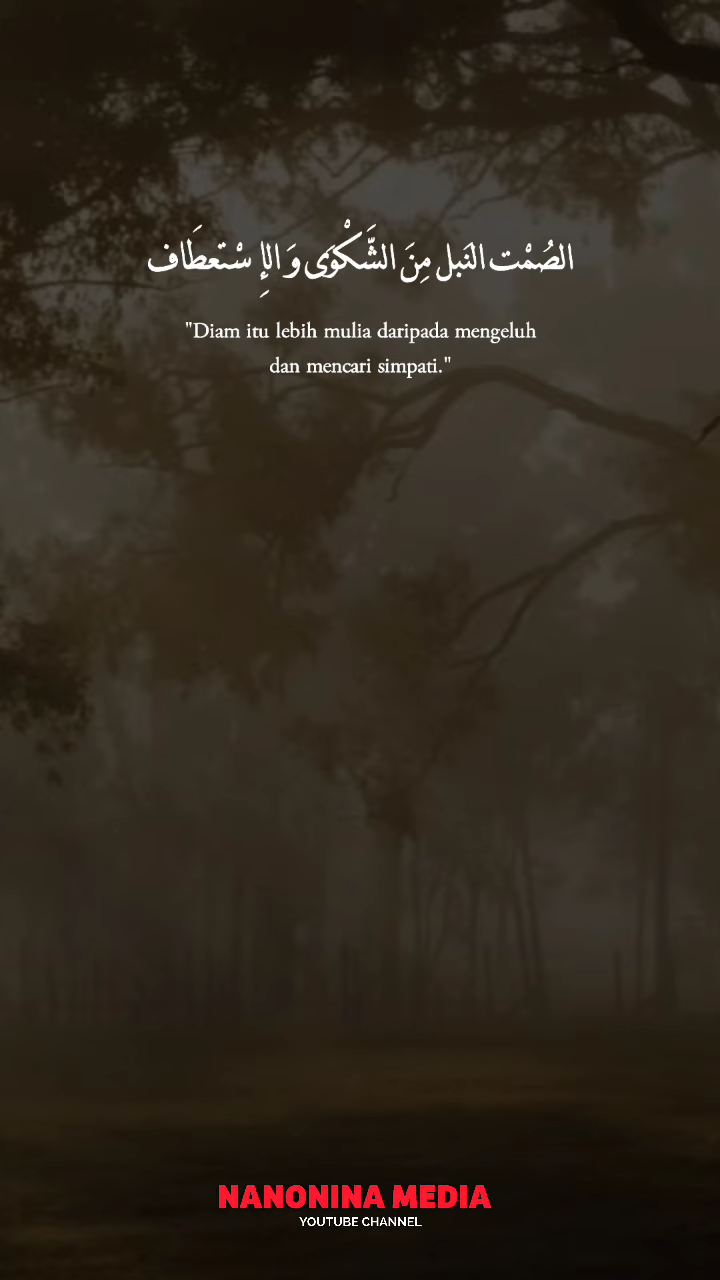 الصُمْت النَبل مِنَ الشَّكْوَى وَ الإِ سْتعطَاف
"Diam itu lebih mulia daripada mengeluh
dan mencari simpati."
NANONINA MEDIA
YOUTUBE CHANNEL